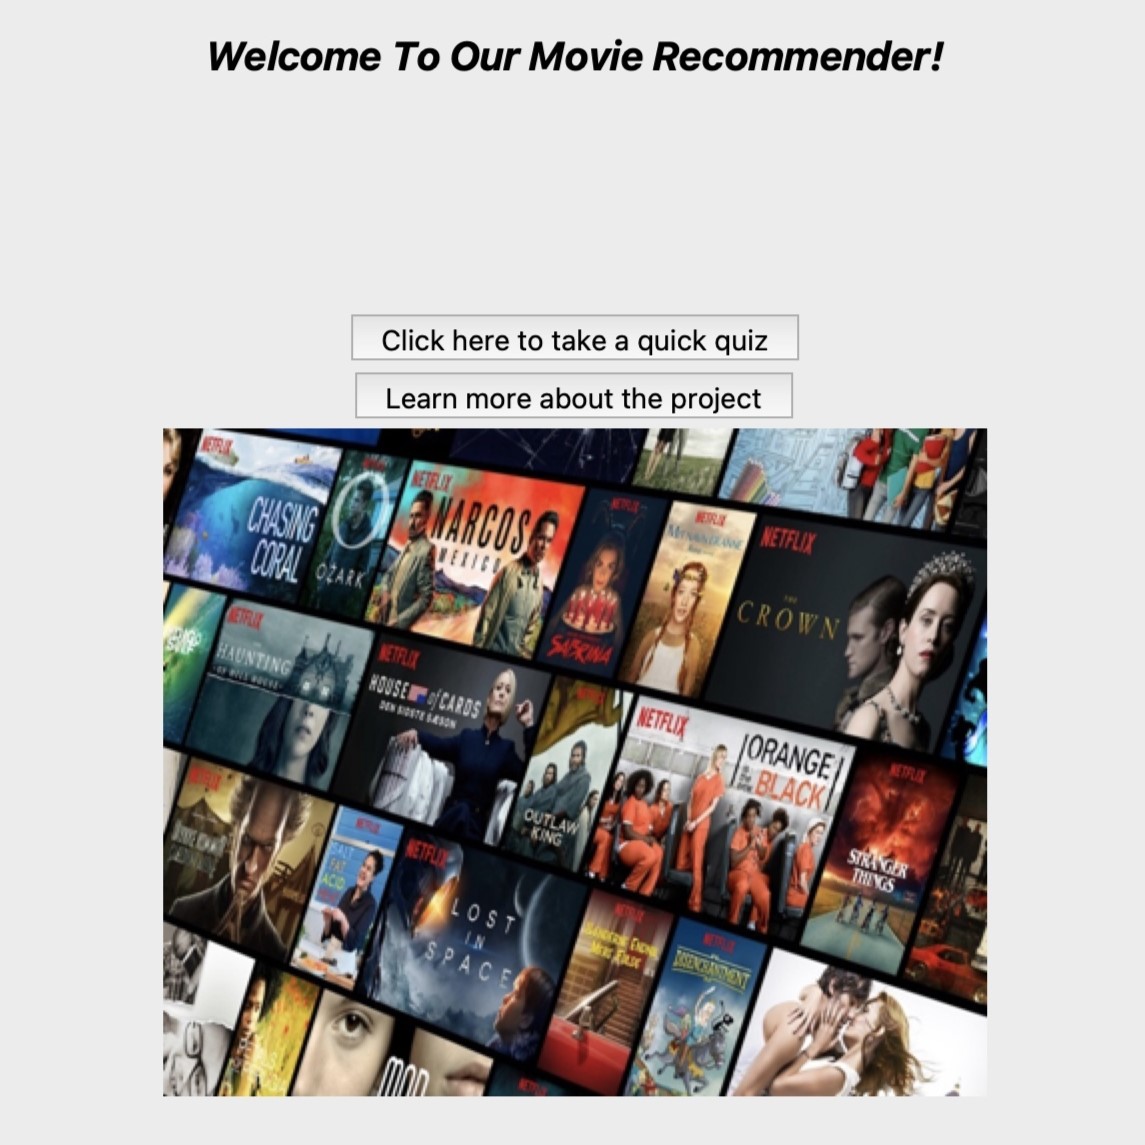 Welcome To Our Movie Recommender!
Click here to take a quick quiz
Learn more about the project
NETFLIX
CHASING
CORAL
OZARK
NETFLIX
NARCOS
MEXICO
NETFLIX
SABRINA
NETFLIX
NETFLIX
THE
CROWN
NETFLIX
HAUNTING
OF HILL HOUSE
NETFLIX
HOUSE of CARDS
DEN SIDSTE SÆSON
OUTLAW
KING
NETFLIX
ORANGE
IS THE NEW
BLACK
NETFLIX
STRANGER
THINGS
NETFLIX
NETFLIX
SALT
FAT
ACID
NETFLIX
LOST
IN
SPACE
NETFLIX
NETFLIX
DISENCHANTMENT
NETFLIX